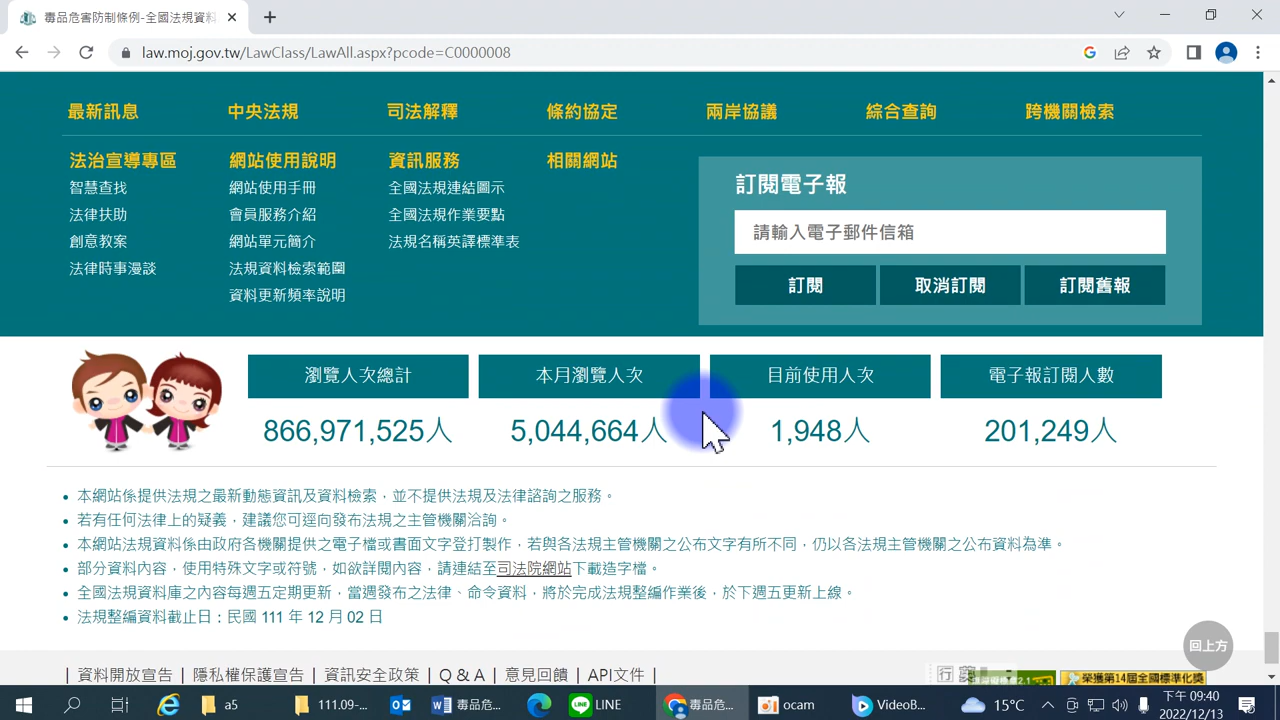 毒品危害防制條例-全國法規資料
law.moj.gov.tw/LawClass/LawAll.aspx?pcode=C0000008
最新訊息 中央法規 司法解釋 條約協定 兩岸協議 綜合查詢 跨機關檢索
法治宣導專區 網站使用說明 資訊服務 相關網站
智慧查找 網站使用手冊 全國法規連結圖示
法律扶助 會員服務介紹 全國法規作業要點
創意教案 網站單元簡介 法規名稱英譯標準表
法律時事漫談 法規資料檢索範圍
資料更新頻率說明
訂閱電子報
請輸入電子郵件信箱
訂閱 取消訂閱 訂閱舊報
瀏覽人次總計 本月瀏覽人次 目前使用人次 電子報訂閱人數
866,971,525人 5,044,664人 1,948人 201,249人
• 本網站係提供法規之最新動態資訊及資料檢索，並不提供法規及法律諮詢之服務。
• 若有任何法律上的疑義，建議您可逕向發布法規之主管機關洽詢。
• 本網站法規資料係由政府各機關提供之電子檔或書面文字登打製作，若與各法規主管機關之公布文字有所不同，仍以各法規主管機關之公布資料為準。
• 部分資料內容，使用特殊文字或符號，如欲詳閱內容，請連結至司法院網站下載造字檔。
• 全國法規資料庫之內容每週五定期更新，當週發布之法律、命令資料，將於完成法規整編作業後，於下週五更新上線。
• 法規整編資料截止日：民國 111 年 12 月 02 日
回上方
| 資料開放宣告 | 隱私權保護宣告 | 資訊安全政策 | Q & A | 意見回饋 | API文件 |
榮獲第14屆全國標準化獎
a5 111.09-... 毒品危... LINE 毒品危... ocam VideoB... 15°C
下午 09:40
2022/12/13